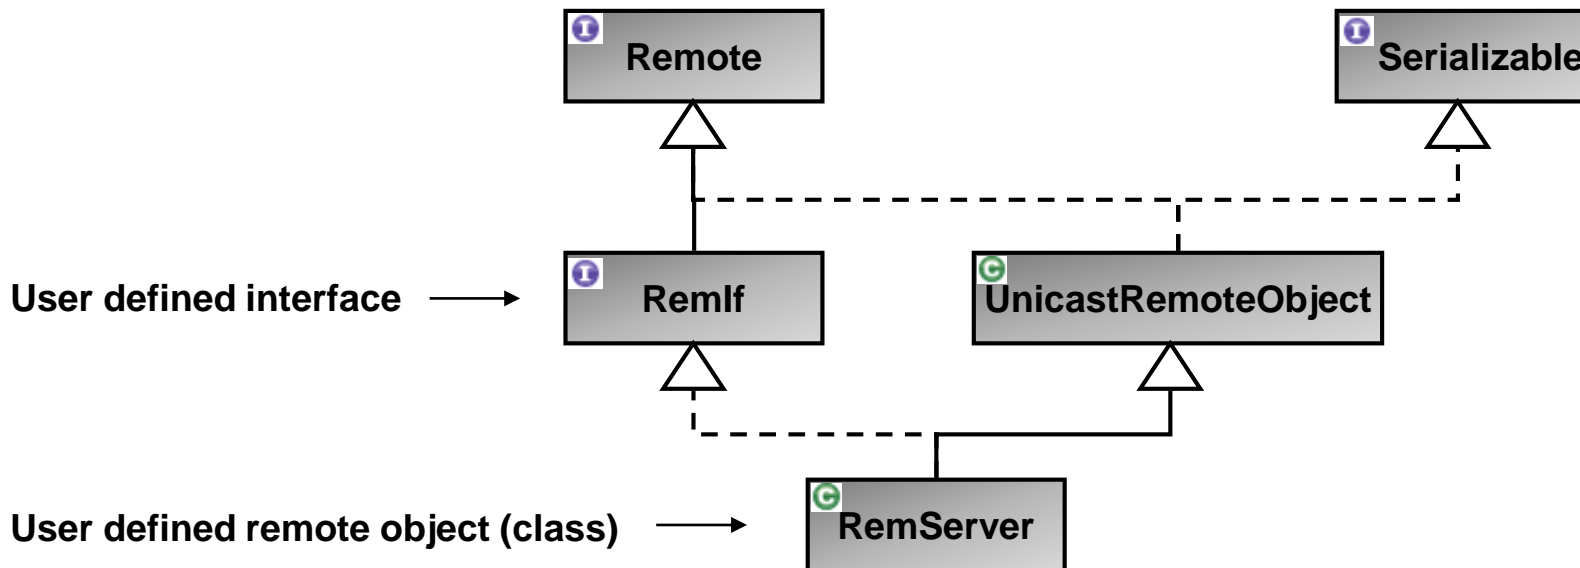 I
Remote
I
Serializable
User defined interface
I
RemIf
C
UnicastRemoteObject
User defined remote object (class)
C
RemServer